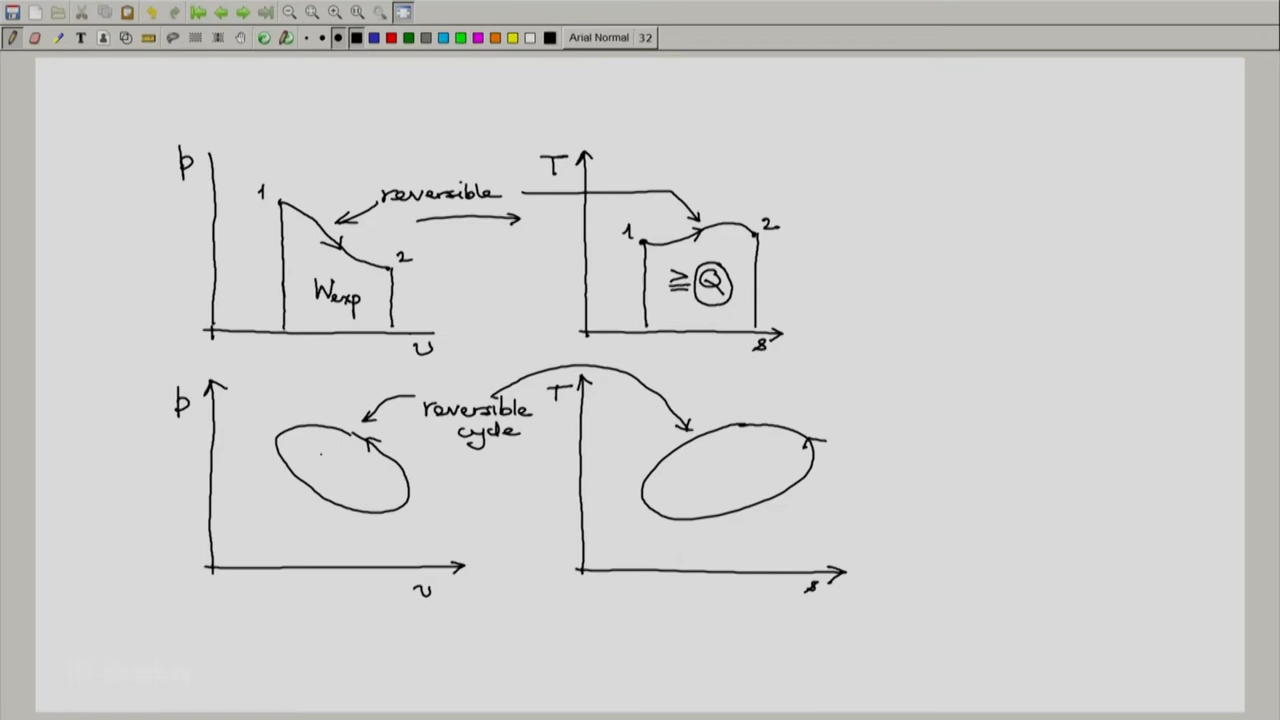 Arial Normal 32
p
1
reversible
2
Wexp
v
T
1
2
≧ Q
s
p
reversible
cycle
v
T
s